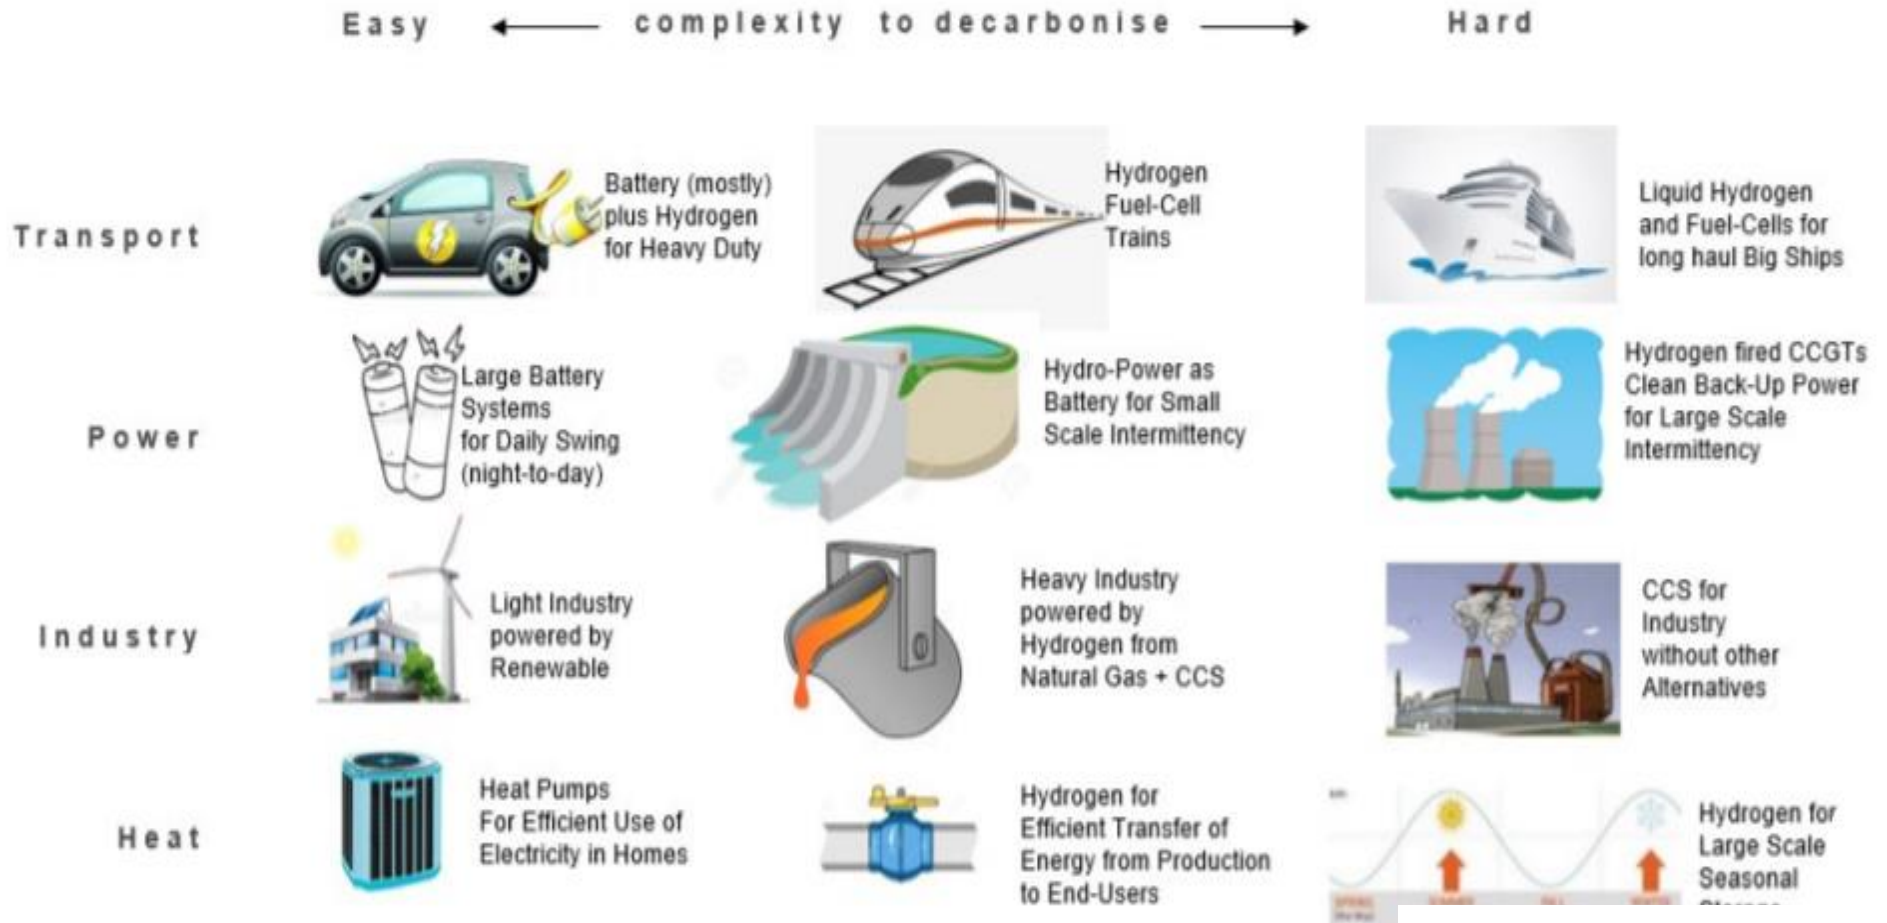 Easy complexity to decarbonise Hard
Transport
Battery (mostly)
plus Hydrogen
for Heavy Duty
Hydrogen
Fuel-Cell
Trains
Liquid Hydrogen
and Fuel-Cells for
long haul Big Ships
Power
Large Battery
Systems
for Daily Swing
(night-to-day)
Hydro-Power as
Battery for Small
Scale Intermittency
Hydrogen fired CCGTs
Clean Back-Up Power
for Large Scale
Intermittency
Industry
Light Industry
powered by
Renewable
Heavy Industry
powered by
Hydrogen from
Natural Gas + CCS
CCS for
Industry
without other
Alternatives
Heat
Heat Pumps
For Efficient Use of
Electricity in Homes
Hydrogen for
Efficient Transfer of
Energy from Production
to End-Users
Hydrogen for
Large Scale
Seasonal
SPRING SUMMER FALL WINTER